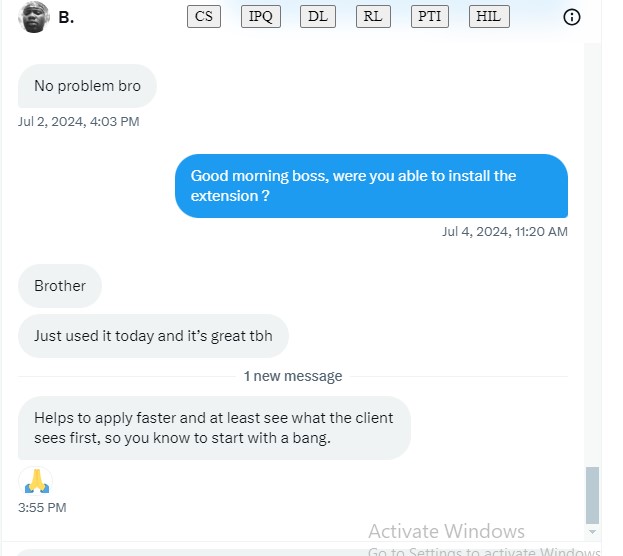 B.
CS IPQ DL RL PTI HIL
No problem bro
Jul 2, 2024, 4:03 PM
Good morning boss, were you able to install the
extension ?
Jul 4, 2024, 11:20 AM
Brother
Just used it today and it’s great tbh
1 new message
Helps to apply faster and at least see what the client
sees first, so you know to start with a bang.
🙏
3:55 PM
Activate Windows
Go to Settings to activate Windows